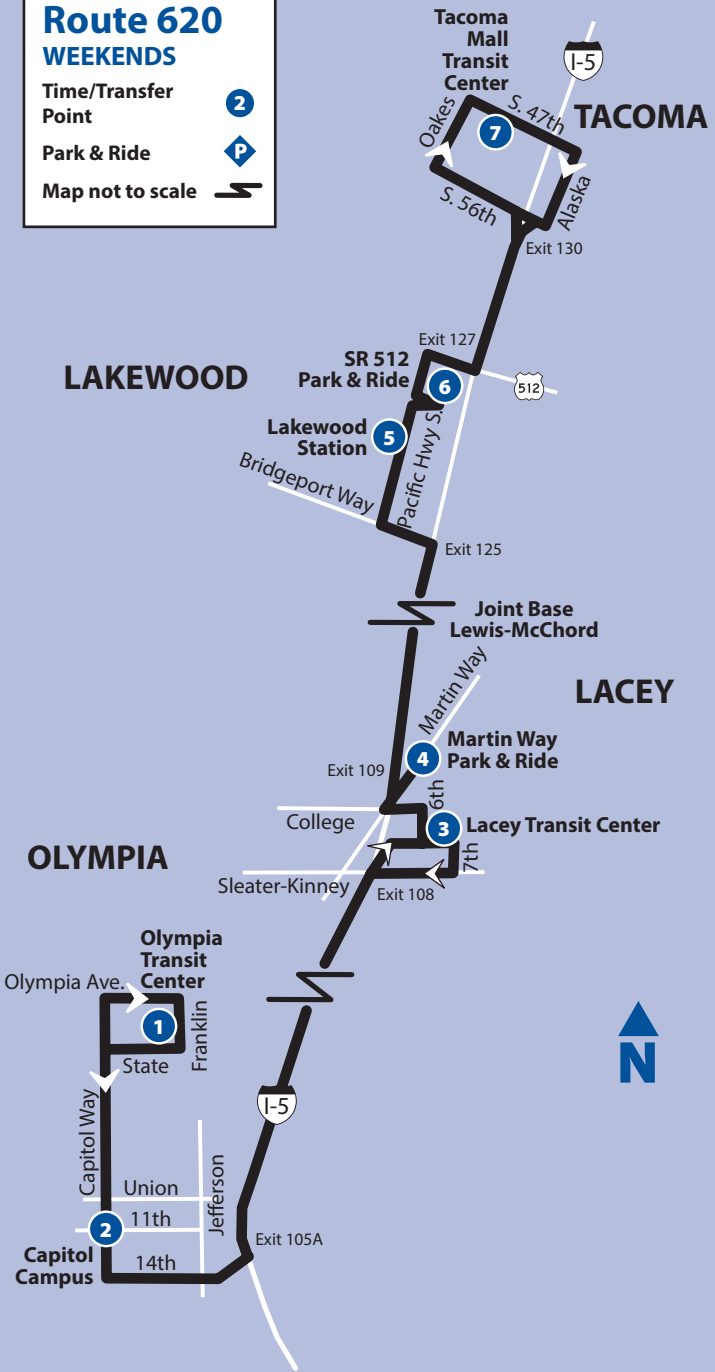 Route 620
WEEKENDS
Time/Transfer
Point
2
Park & Ride
P
Map not to scale
Tacoma
Mall
Transit
Center
I-5
TACOMA
Oakes
S. 47th
7
Alaska
S. 56th
Exit 130
Exit 127
LAKEWOOD
SR 512
Park & Ride
6
512
Lakewood
Station
5
Pacific Hwy S.
Bridgeport Way
Exit 125
Joint Base
Lewis-McChord
Martin Way
LACEY
4
Martin Way
Park & Ride
Exit 109
6th
College
3
Lacey Transit Center
7th
OLYMPIA
Sleater-Kinney
Exit 108
Olympia
Transit
Center
Olympia Ave.
1
Franklin
State
N
I-5
Capitol Way
Union
Jefferson
11th
2
Capitol
Campus
14th
Exit 105A